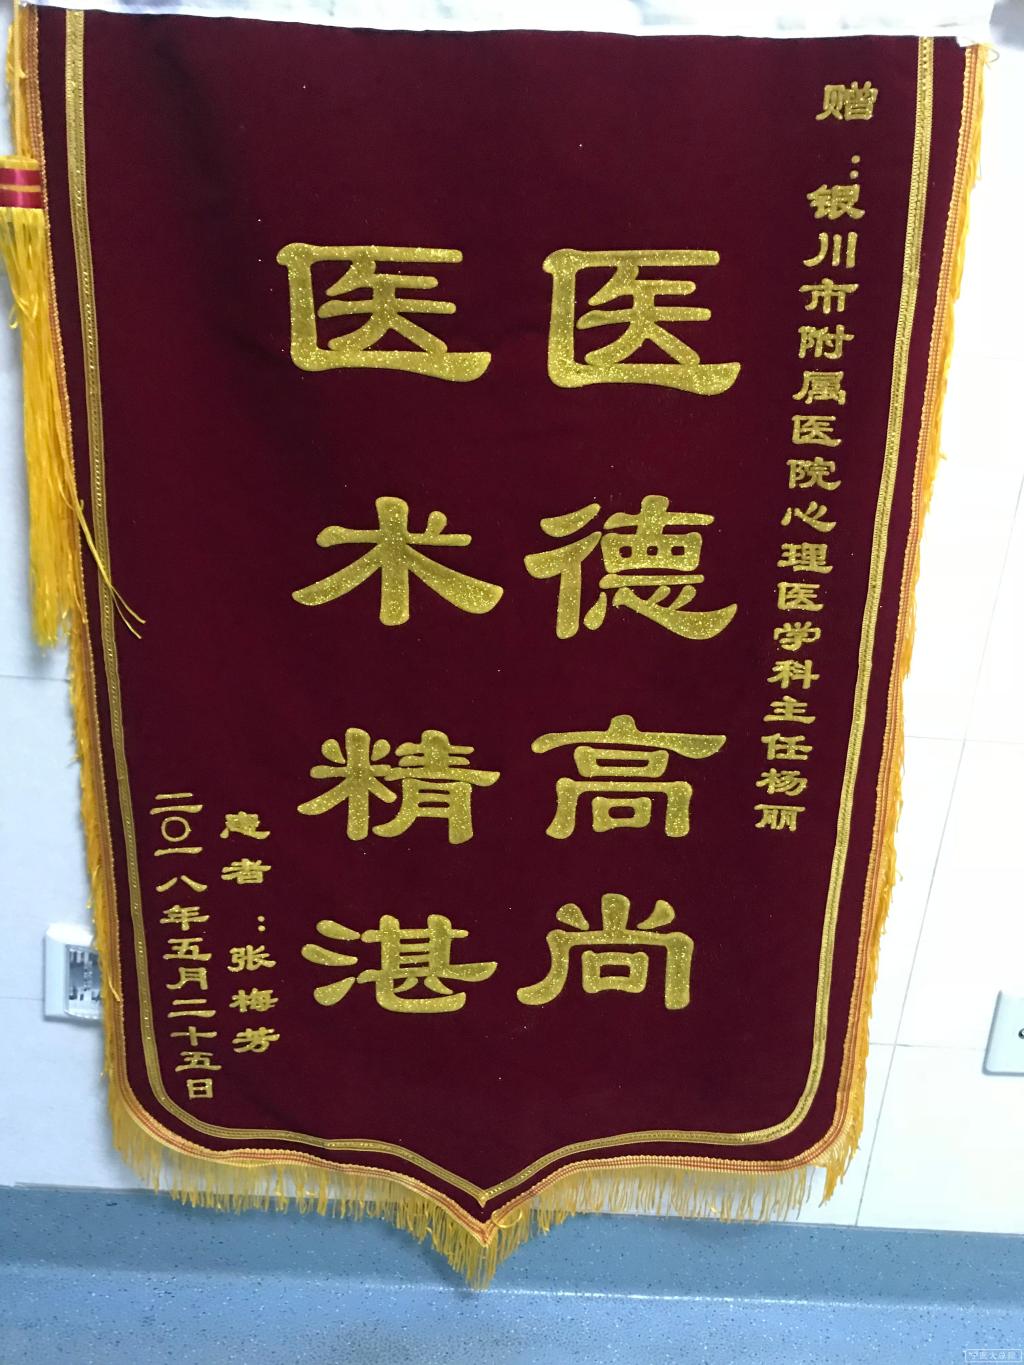 赠：银川市附属医院心理医学科主任杨丽
医德高尚
医术精湛
患者：张梅芳
二〇一八年五月二十五日